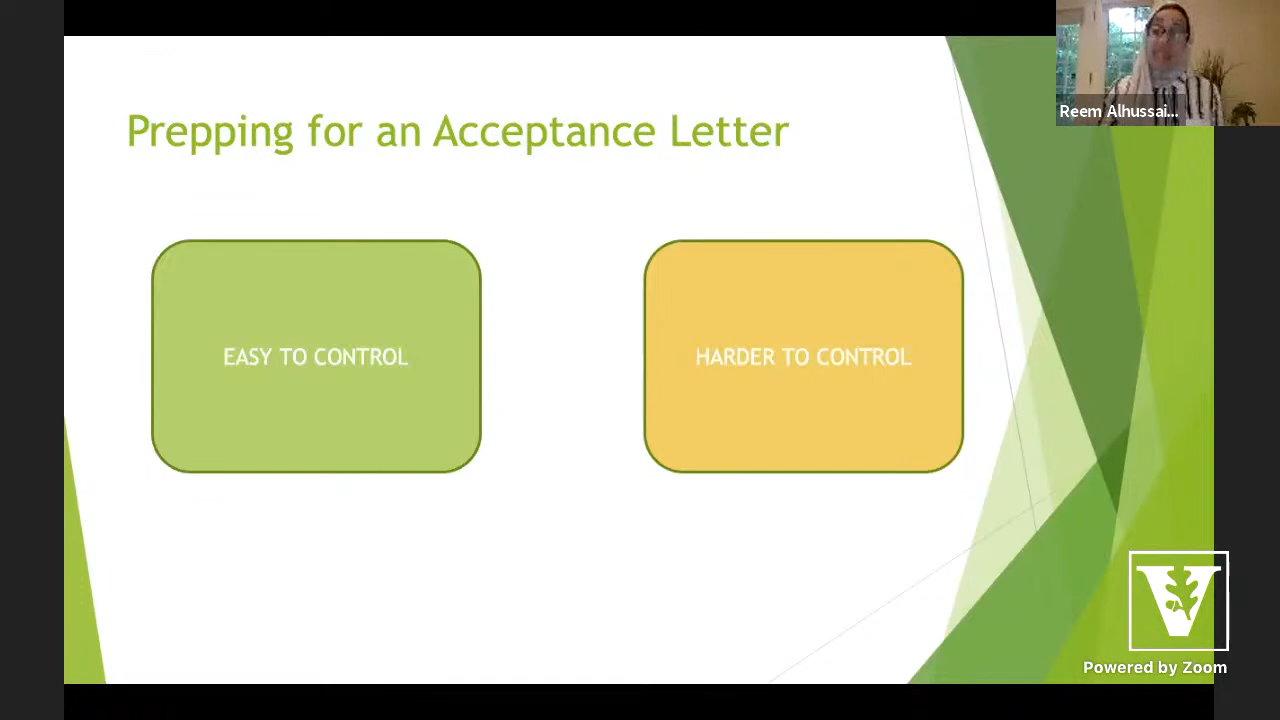 Prepping for an Acceptance Letter
EASY TO CONTROL
HARDER TO CONTROL
Reem Alhussai...
V
Powered by Zoom